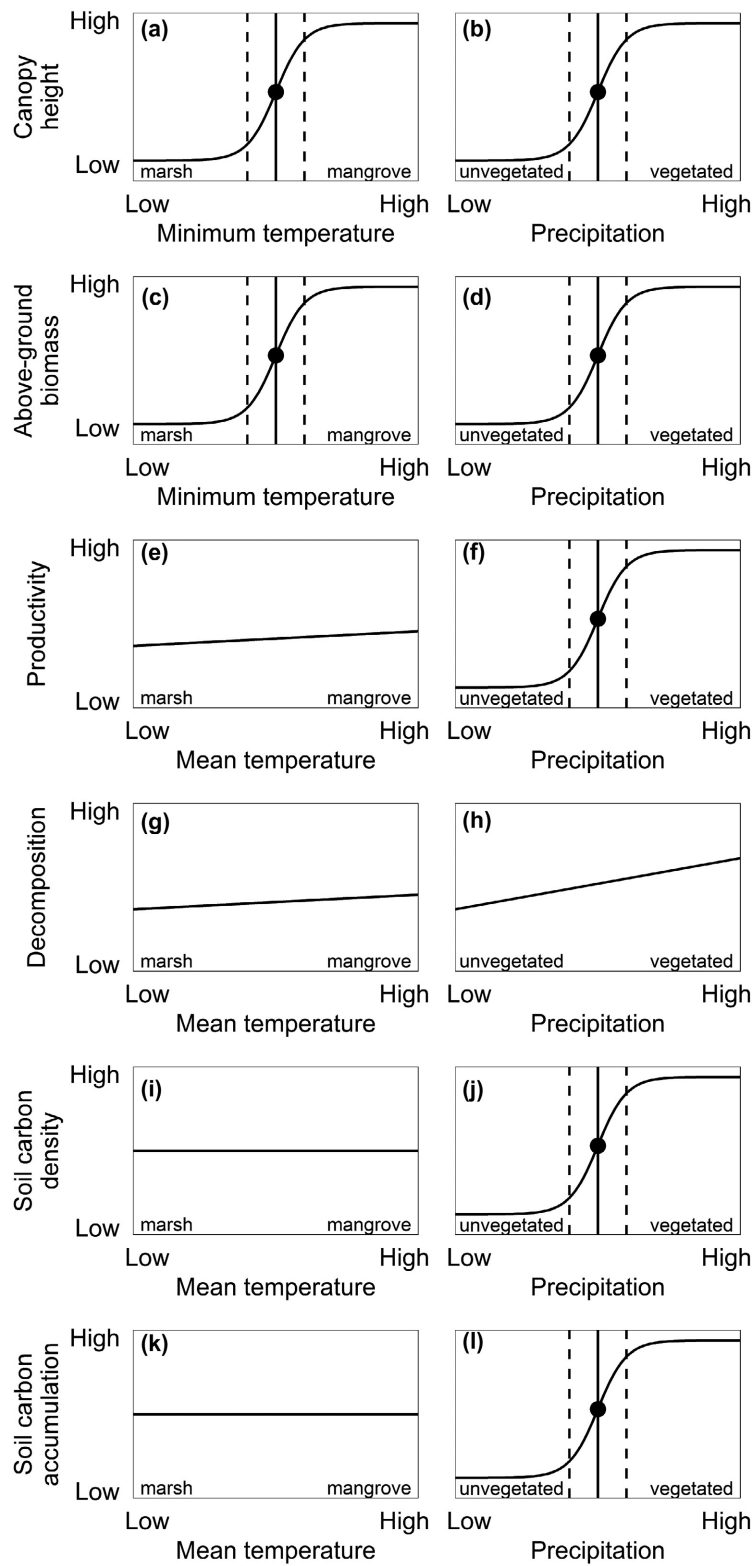 High
(a)
(b)
Canopy
height
Low
marsh
mangrove
unvegetated
vegetated
Low
High
Low
High
Minimum temperature
Precipitation
High
(c)
(d)
Above-ground
biomass
Low
marsh
mangrove
unvegetated
vegetated
Low
High
Low
High
Minimum temperature
Precipitation
High
(e)
(f)
Productivity
Low
marsh
mangrove
unvegetated
vegetated
Low
High
Low
High
Mean temperature
Precipitation
High
(g)
(h)
Decomposition
Low
marsh
mangrove
unvegetated
vegetated
Low
High
Low
High
Mean temperature
Precipitation
High
(i)
(j)
Soil carbon
density
Low
marsh
mangrove
unvegetated
vegetated
Low
High
Low
High
Mean temperature
Precipitation
High
(k)
(l)
Soil carbon
accumulation
Low
marsh
mangrove
unvegetated
vegetated
Low
High
Low
High
Mean temperature
Precipitation